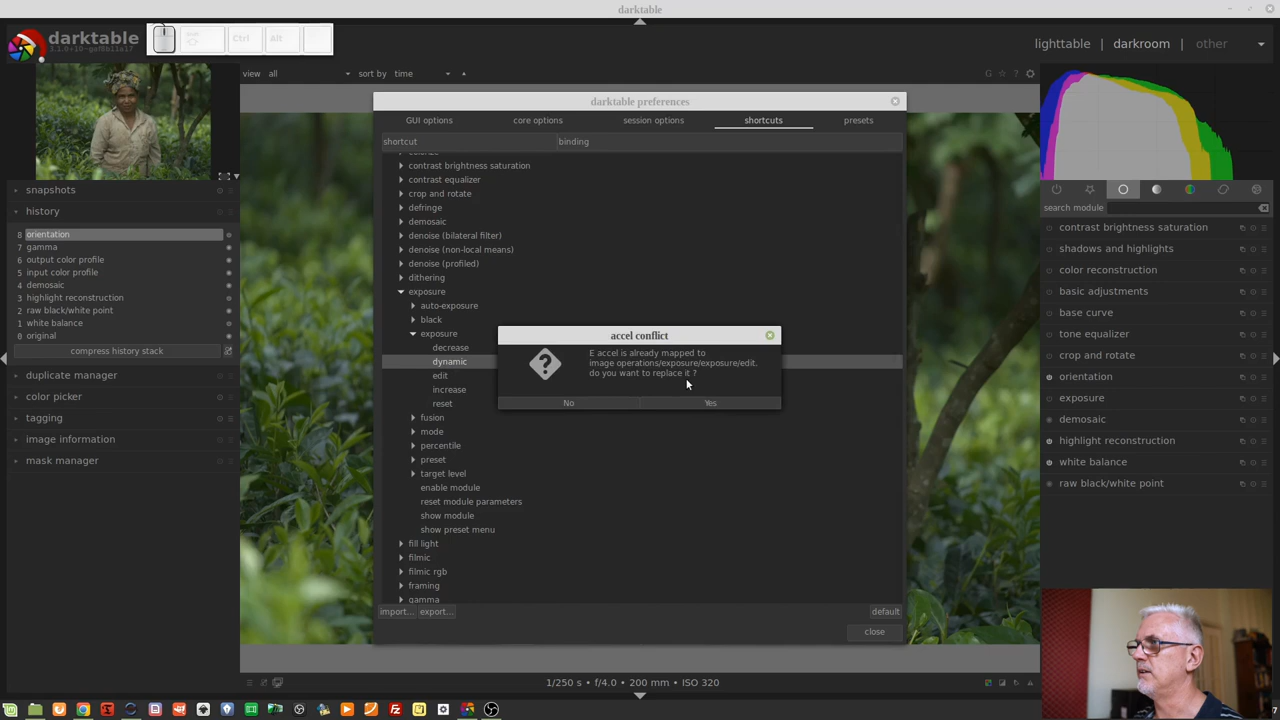 darktable
darktable
Ctrl
Alt
lighttable | darkroom | other
view all
sort by time
darktable preferences
GUI options
core options
session options
shortcuts
presets
shortcut
binding
contrast brightness saturation
contrast equalizer
crop and rotate
defringe
demosaic
denoise (bilateral filter)
denoise (non-local means)
denoise (profiled)
dithering
exposure
auto-exposure
black
exposure
decrease
dynamic
edit
increase
reset
fusion
mode
percentile
preset
target level
enable module
reset module parameters
show module
show preset menu
fill light
filmic
filmic rgb
framing
gamma
import...
export...
default
close
accel conflict
E accel is already mapped to
image operations/exposure/exposure/edit.
do you want to replace it ?
No
Yes
snapshots
history
8 orientation
7 gamma
6 output color profile
5 input color profile
4 demosaic
3 highlight reconstruction
2 raw black/white point
1 white balance
0 original
compress history stack
duplicate manager
color picker
tagging
image information
mask manager
search module
contrast brightness saturation
shadows and highlights
color reconstruction
basic adjustments
base curve
tone equalizer
crop and rotate
orientation
exposure
demosaic
highlight reconstruction
white balance
raw black/white point
1/250 s • f/4.0 • 200 mm • ISO 320